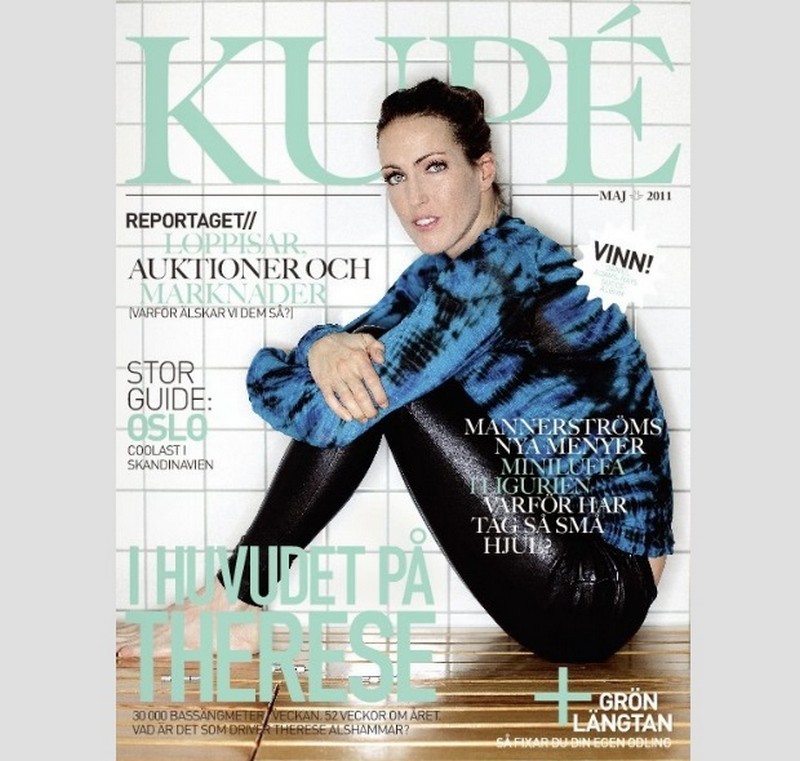 KUPÉ
MAJ 2011
REPORTAGET//
LOPPISAR,
AUKTIONER OCH
MARKNADER
(VARFÖR ÄLSKAR VI DEM SÅ?)
VINN!
STOR
GUIDE:
OSLO
COOLAST I
SKANDINAVIEN
MANNERSTRÖMS
NYA MENYER
MINILUFFA
I LIGURIEN
VARFÖR HAR
TÅG SÅ SMÅ
HJUL?
I HUVUDET PÅ
THERESE
30 000 BASSÄNGMETER I VECKAN. 52 VECKOR OM ÅRET.
VAD ÄR DET SOM DRIVER THERESE ALSHAMMAR?
+ GRÖN
LÄNGTAN
SÅ FIXAR DU DIN EGEN ODLING